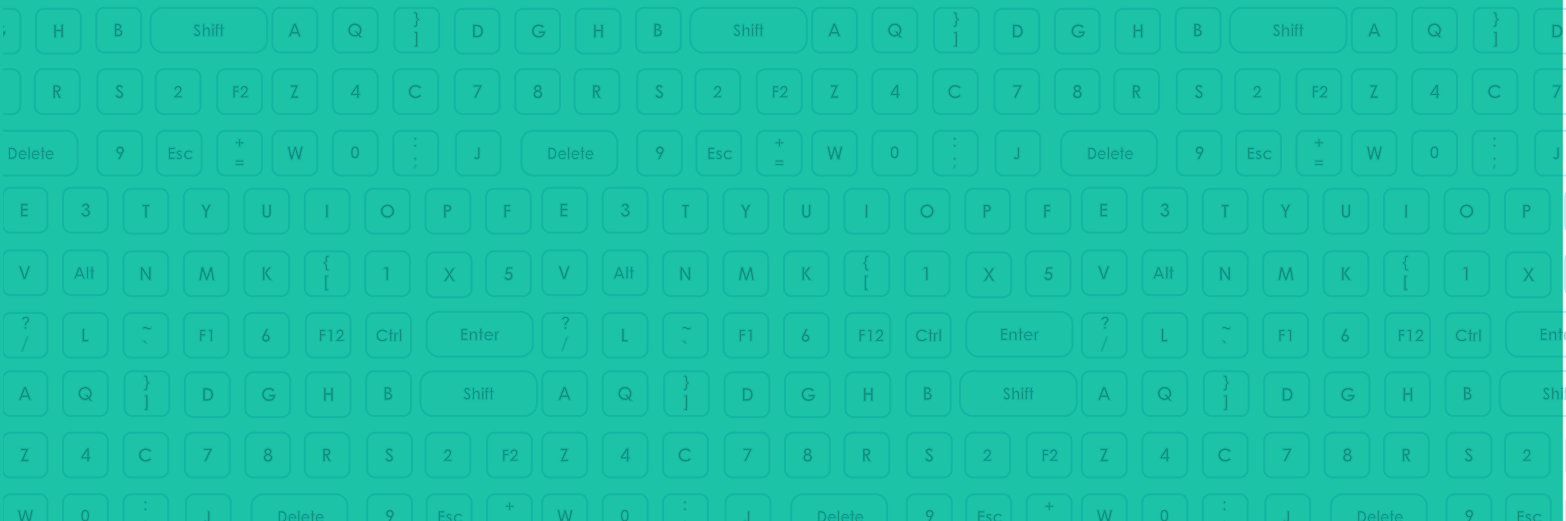 H B Shift A Q } ] D G H B Shift A Q } ] D G H B Shift A Q } ] D
R S 2 F2 Z 4 C 7 8 R S 2 F2 Z 4 C 7 8 R S 2 F2 Z 4 C 7
Delete 9 Esc + = W 0 : ; J Delete 9 Esc + = W 0 : ; J Delete 9 Esc + = W 0 : ; J
E 3 T Y U I O P F E 3 T Y U I O P F E 3 T Y U I O P
V Alt N M K { [ 1 X 5 V Alt N M K { [ 1 X 5 V Alt N M K { [ 1 X
? / L ~ ` F1 6 F12 Ctrl Enter ? / L ~ ` F1 6 F12 Ctrl Enter ? / L ~ ` F1 6 F12 Ctrl
A Q } ] D G H B Shift A Q } ] D G H B Shift A Q } ] D G H B
Z 4 C 7 8 R S 2 F2 Z 4 C 7 8 R S 2 F2 Z 4 C 7 8 R S 2
W 0 : J Delete 9 Esc + W 0 : J Delete 9 Esc + W 0 : J Delete 9 Esc